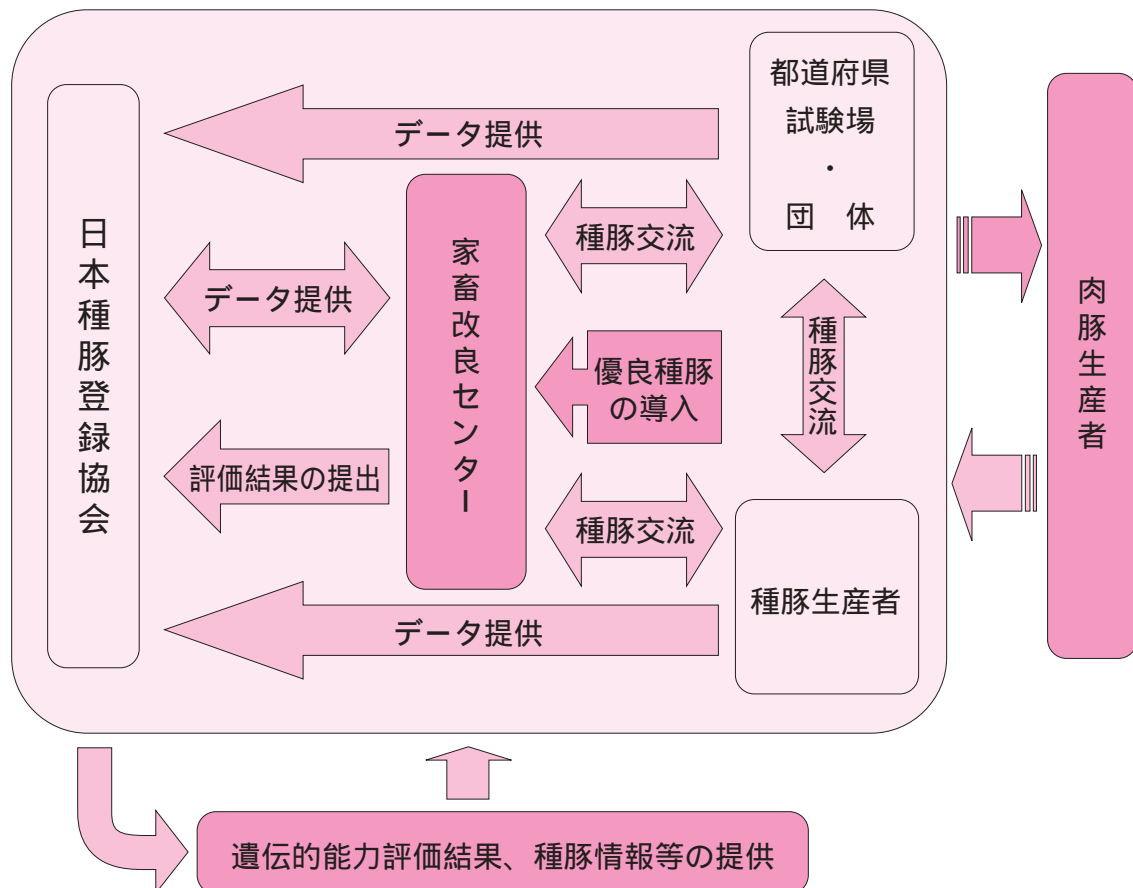 都道府県
試験場
・
団　体
データ提供
日本種豚登録協会
家畜改良センター
種豚交流
データ提供
肉豚生産者
種豚交流
優良種豚
の導入
評価結果の提出
種豚交流
種豚生産者
データ提供
遺伝的能力評価結果、種豚情報等の提供